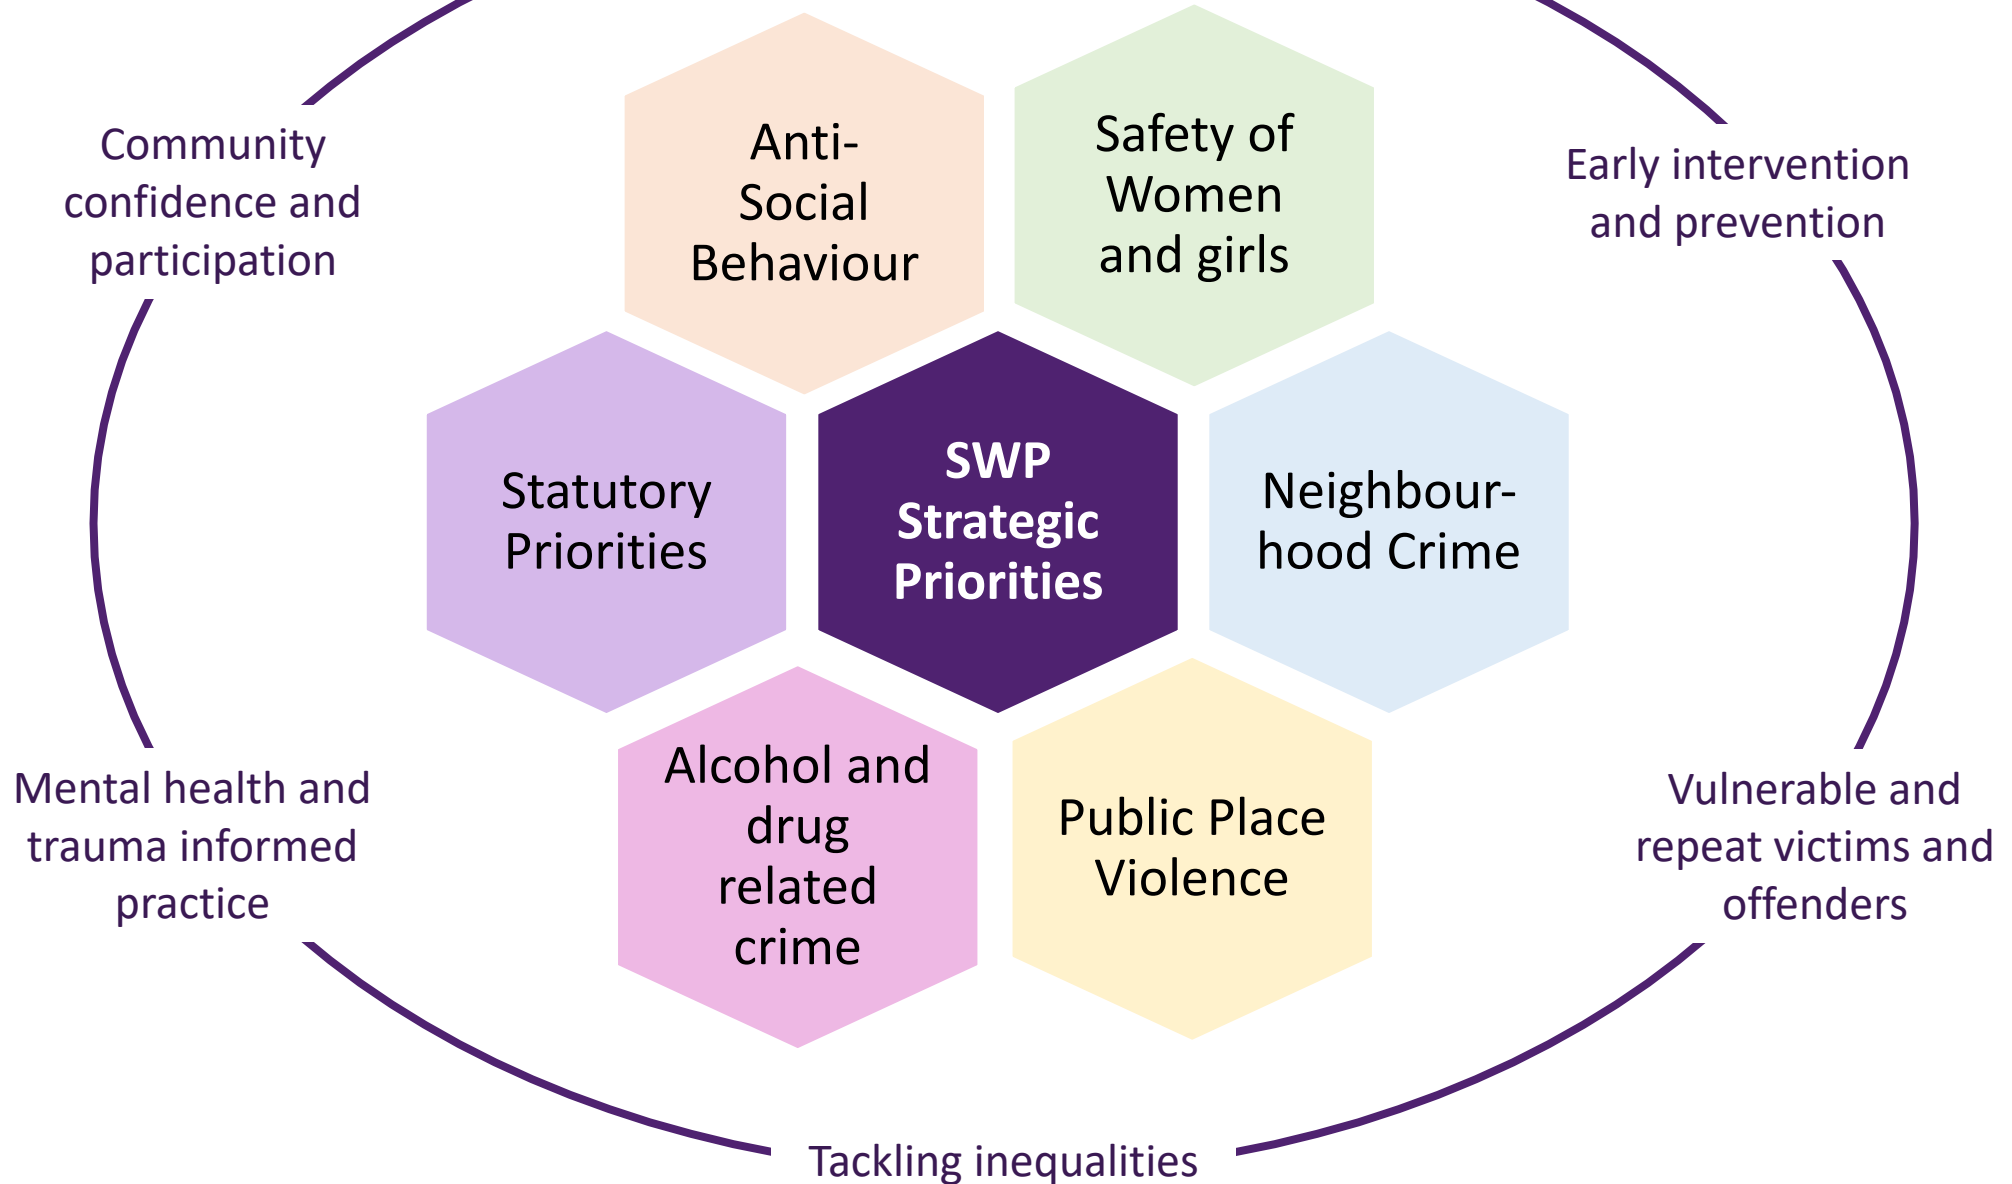 Community
confidence and
participation
Anti-
Social
Behaviour
Safety of
Women
and girls
Early intervention
and prevention
Statutory
Priorities
SWP
Strategic
Priorities
Neighbour-
hood Crime
Mental health and
trauma informed
practice
Alcohol and
drug
related
crime
Public Place
Violence
Vulnerable and
repeat victims and
offenders
Tackling inequalities